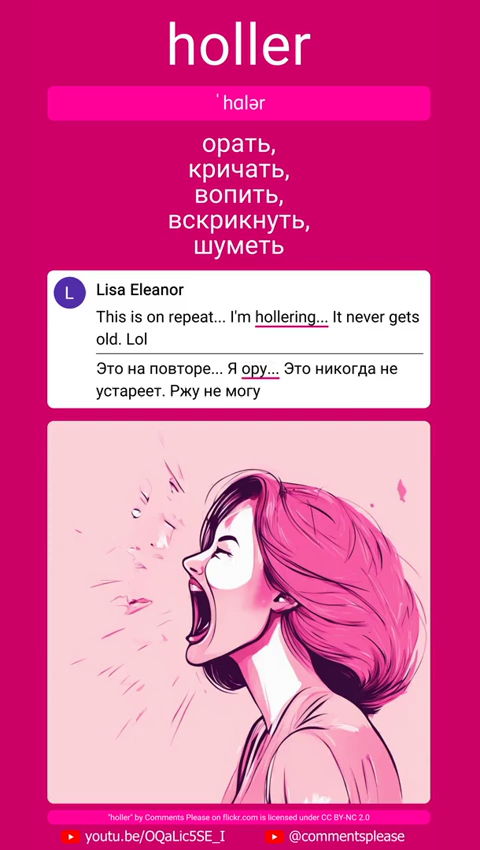 holler
ˈhɑlər
орать,
кричать,
вопить,
вскрикнуть,
шуметь
L
Lisa Eleanor
This is on repeat... I'm hollering... It never gets
old. Lol
Это на повторе... Я ору... Это никогда не
устареет. Ржу не могу
"holler" by Comments Please on flickr.com is licensed under CC BY-NC 2.0
youtu.be/OQaLic5SE_I
@commentsplease